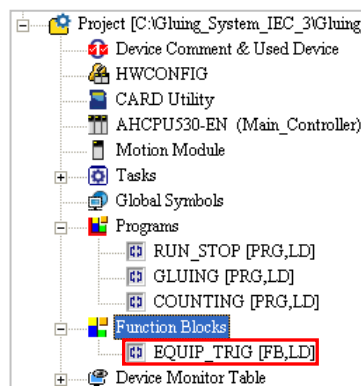 Project [C:\Gluing_System_IEC_3\Gluing
Device Comment & Used Device
HWCONFIG
CARD Utility
AHCPU530-EN (Main_Controller)
Motion Module
Tasks
Global Symbols
Programs
RUN_STOP [PRG,LD]
GLUING [PRG,LD]
COUNTING [PRG,LD]
Function Blocks
EQUIP_TRIG [FB,LD]
Device Monitor Table